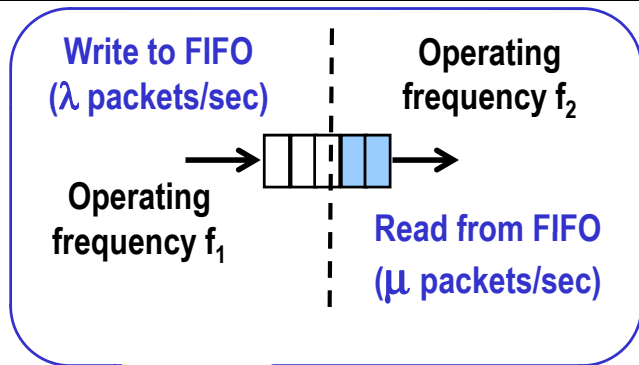 Write to FIFO
(λ packets/sec)
Operating
frequency f₁
Operating
frequency f₂
Read from FIFO
(μ packets/sec)